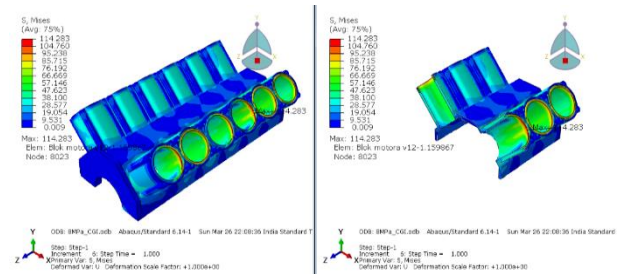 S, Mises
(Avg: 75%)
114.283
104.760
95.238
85.715
76.192
66.669
57.146
47.623
38.100
28.577
19.054
9.531
0.009
Max: 114.283
Elem: Blok motora
Node: 8023
4.283
Y
Z
X
ODB: 8MPa_CGI.odb Abaqus/Standard 6.14-1 Sun Mar 26 22:08:36 India Standard T
Step: Step-1
Increment 6: Step Time = 1.000
Primary Var: S, Mises
Deformed Var: U Deformation Scale Factor: +1.000e+00
S, Mises
(Avg: 75%)
114.283
104.760
95.238
85.715
76.192
66.669
57.146
47.623
38.100
28.577
19.054
9.531
0.009
Max: 114.283
Elem: Blok motora v12-1.159867
Node: 8023
4.283
Y
Z
X
ODB: 8MPa_CGI.odb Abaqus/Standard 6.14-1 Sun Mar 26 22:08:36 India Standard
Step: Step-1
Increment 6: Step Time = 1.000
Primary Var: S, Mises
Deformed Var: U Deformation Scale Factor: +1.000e+00